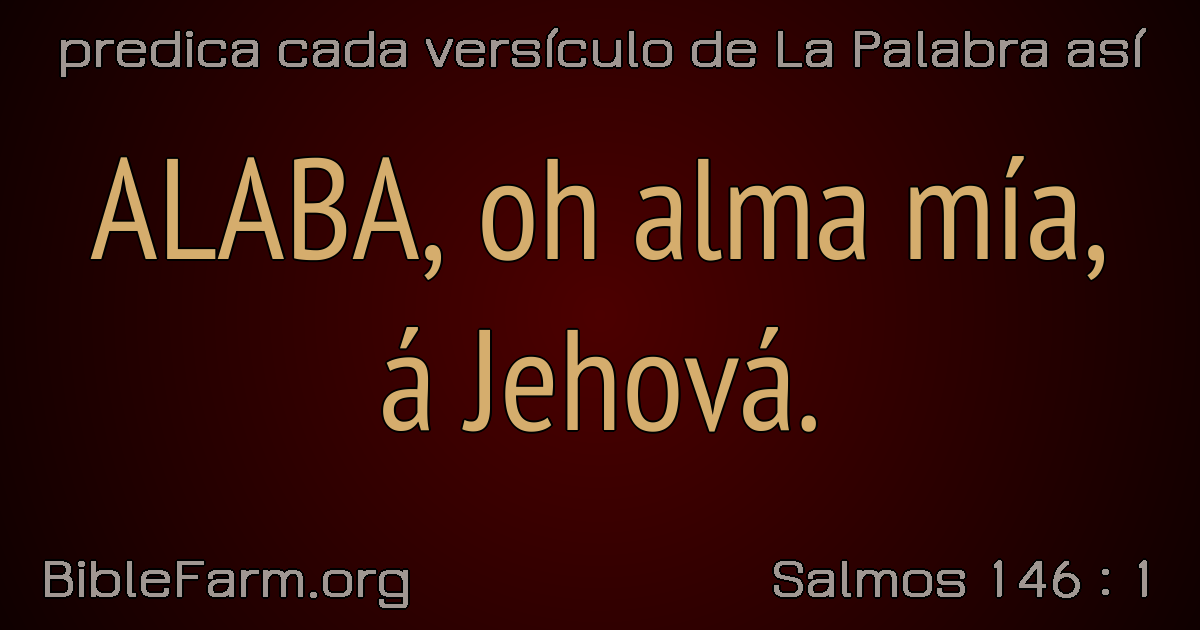 predica cada versículo de La Palabra así
ALABA, oh alma mía,
á Jehová.
BibleFarm.org
Salmos 146 : 1